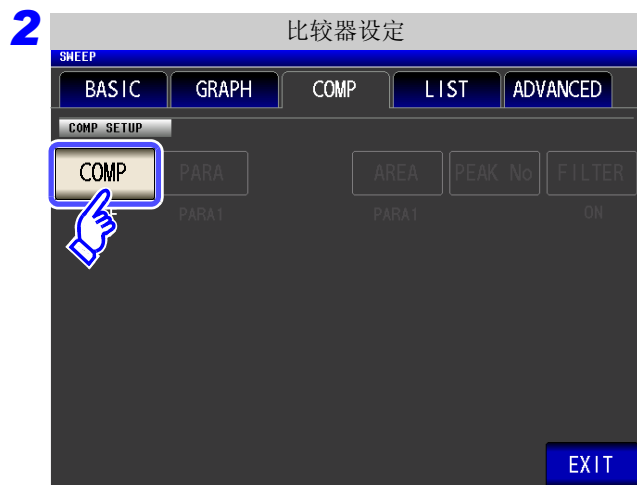 2
比较器设定
SWEEP
BASIC GRAPH COMP LIST ADVANCED
COMP SETUP
COMP PARA AREA PEAK No FILTER
PARA1 PARA1 ON
EXIT